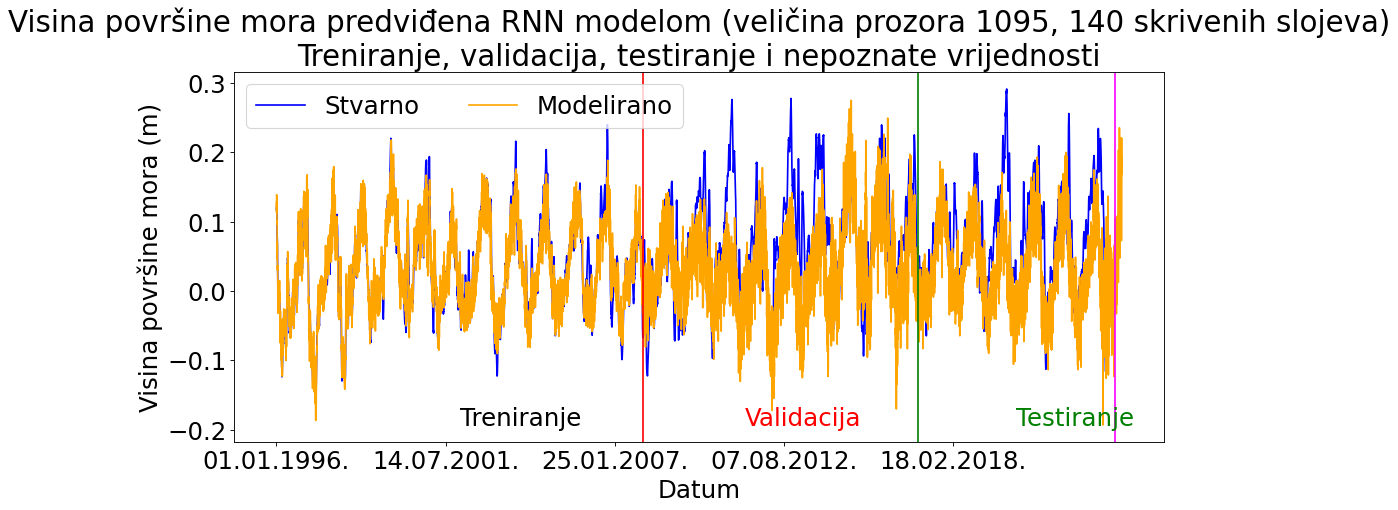 Visina površine mora predviđena RNN modelom (veličina prozora 1095, 140 skrivenih slojeva)
Treniranje, validacija, testiranje i nepoznate vrijednosti
Stvarno Modelirano
Visina površine mora (m)
0.3
0.2
0.1
0.0
−0.1
−0.2
Treniranje Validacija Testiranje
01.01.1996. 14.07.2001. 25.01.2007. 07.08.2012. 18.02.2018.
Datum